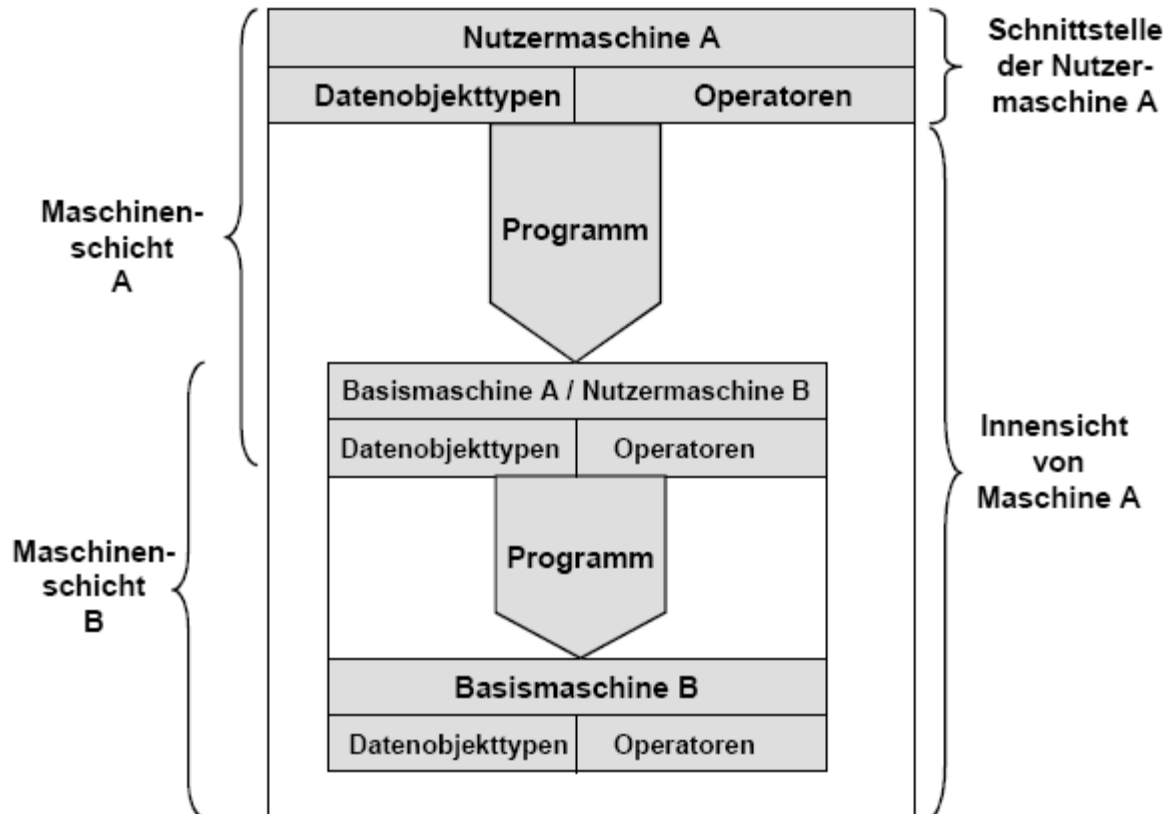 Nutzermaschine A
Datenobjekttypen
Operatoren
Schnittstelle
der Nutzer-
maschine A
Programm
Maschinen-
schicht
A
Basismaschine A / Nutzermaschine B
Datenobjekttypen
Operatoren
Innensicht
von
Maschine A
Programm
Maschinen-
schicht
B
Basismaschine B
Datenobjekttypen
Operatoren